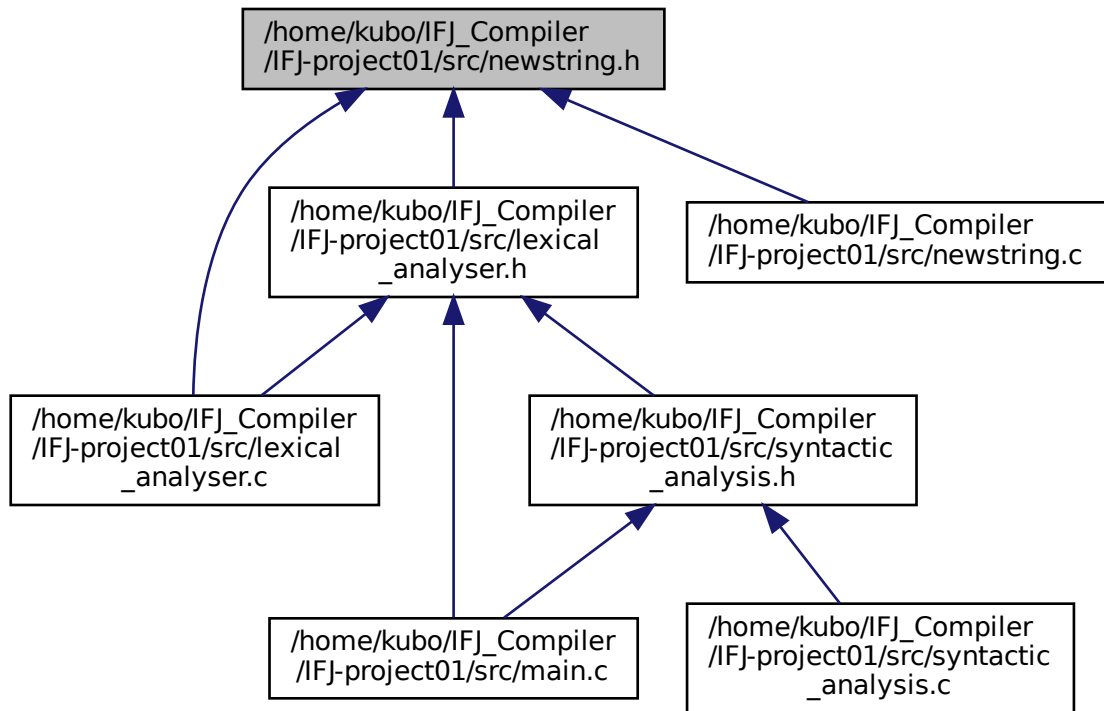 /home/kubo/IFJ_Compiler
/IFJ-project01/src/newstring.h
/home/kubo/IFJ_Compiler
/IFJ-project01/src/lexical
_analyser.h
/home/kubo/IFJ_Compiler
/IFJ-project01/src/newstring.c
/home/kubo/IFJ_Compiler
/IFJ-project01/src/lexical
_analyser.c
/home/kubo/IFJ_Compiler
/IFJ-project01/src/syntactic
_analysis.h
/home/kubo/IFJ_Compiler
/IFJ-project01/src/main.c
/home/kubo/IFJ_Compiler
/IFJ-project01/src/syntactic
_analysis.c